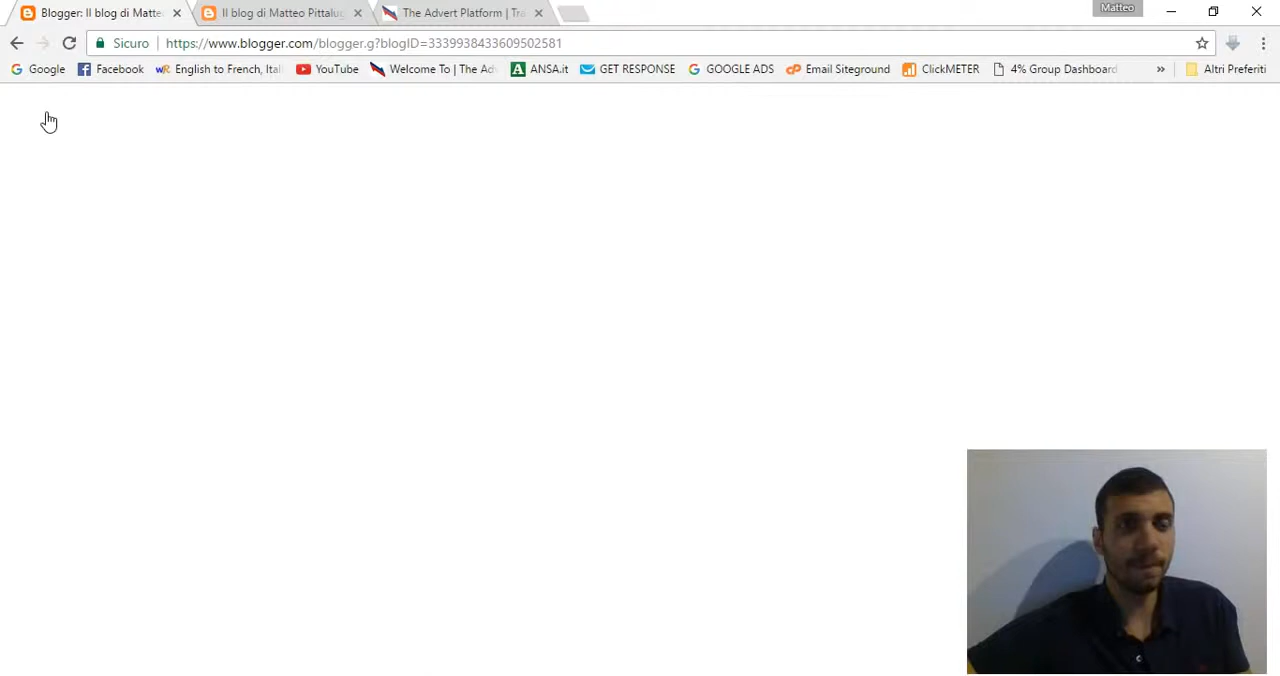 Blogger: Il blog di Matte
Il blog di Matteo Pittalug
The Advert Platform | Tra
Matteo
Sicuro
https://www.blogger.com/blogger.g?blogID=3339938433609502581
Google
Facebook
English to French, Ital
YouTube
Welcome To | The Adv
ANSA.it
GET RESPONSE
GOOGLE ADS
Email Siteground
ClickMETER
4% Group Dashboard
»
Altri Preferiti